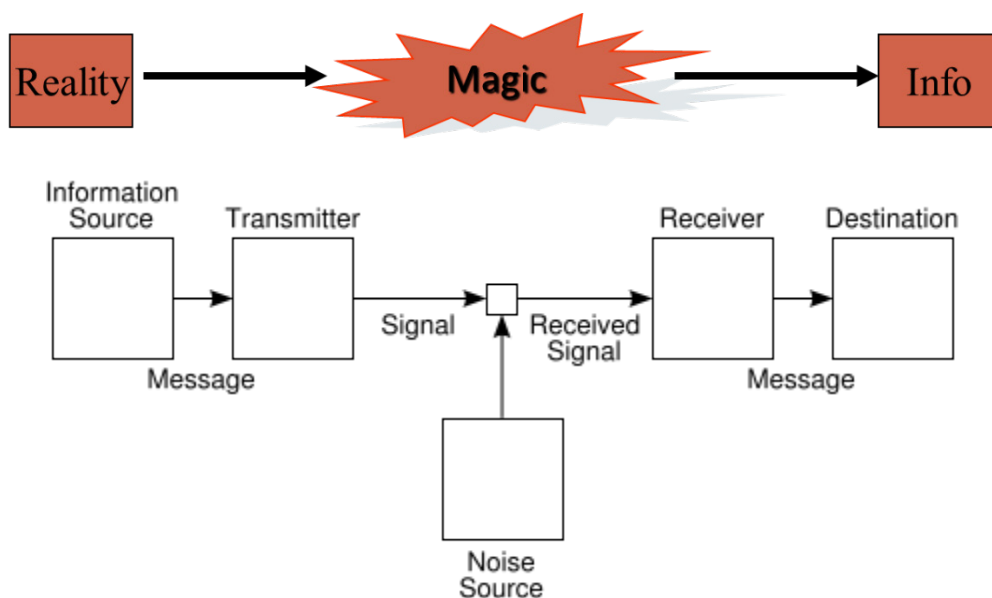 Reality
Magic
Info
Information
Source
Transmitter
Receiver
Destination
Signal
Received
Signal
Message
Message
Noise
Source